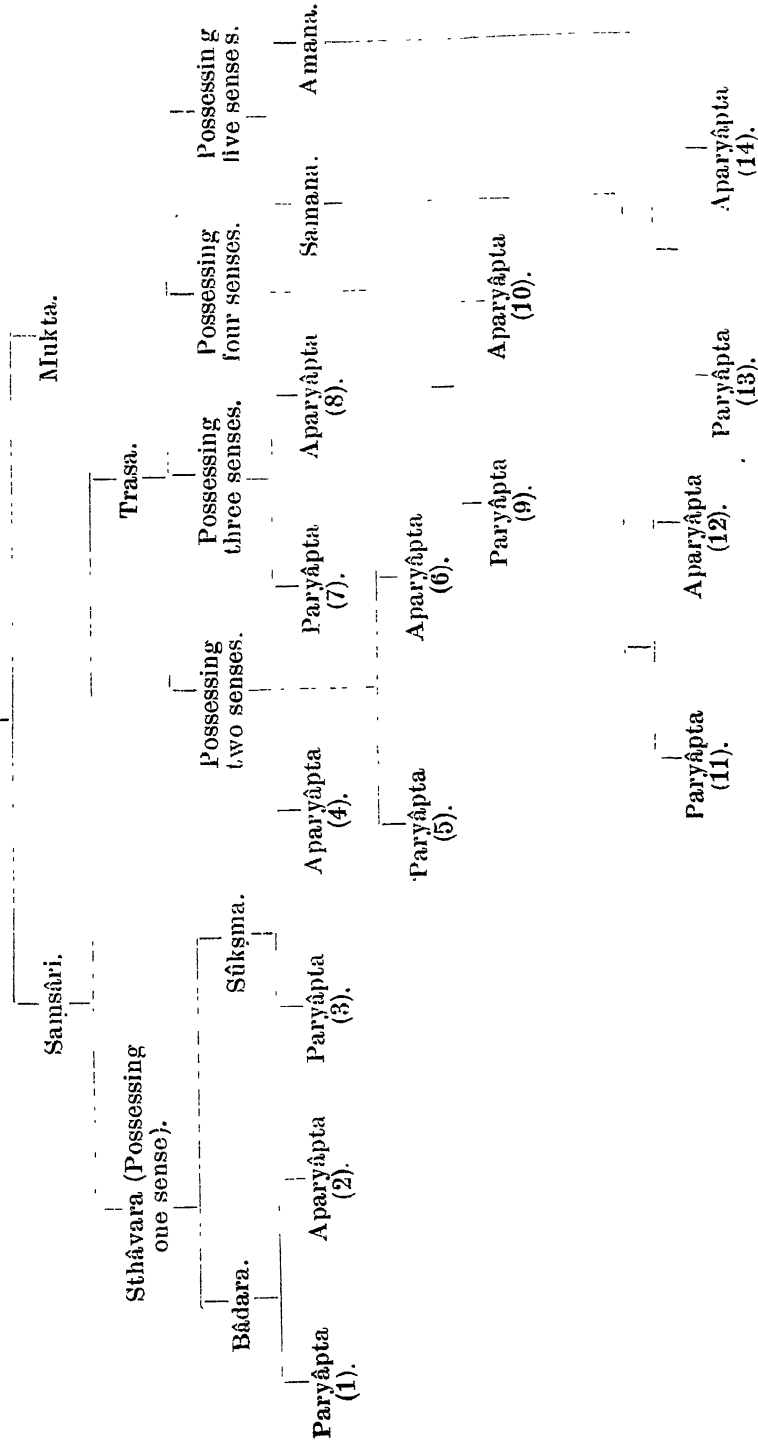 Saṃsâri.
Mukta.
Sthâvara (Possessing
one sense).
Trasa.
Bâdara.
Sûkṣma.
Possessing
two senses.
Possessing
three senses.
Possessing
four senses.
Possessing
five senses.
Paryâpta
(1).
Aparyâpta
(2).
Paryâpta
(3).
Aparyâpta
(4).
Paryâpta
(7).
Aparyâpta
(8).
Samana.
Amana.
Paryâpta
(5).
Aparyâpta
(6).
Paryâpta
(9).
Aparyâpta
(10).
Paryâpta
(11).
Aparyâpta
(12).
Paryâpta
(13).
Aparyâpta
(14).